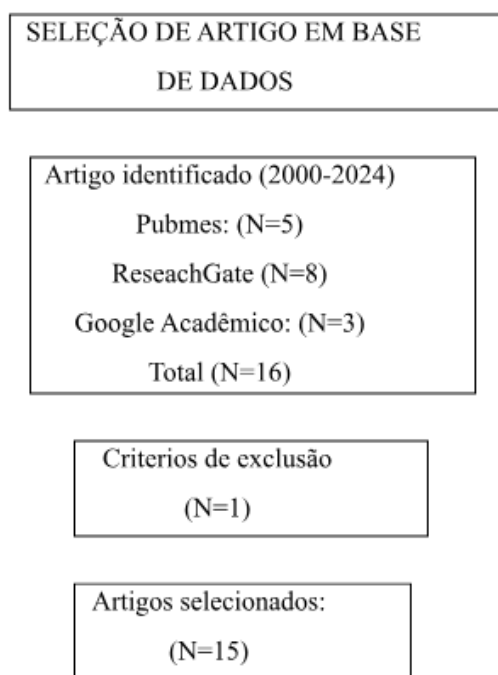 SELEÇÃO DE ARTIGO EM BASE
DE DADOS
Artigo identificado (2000-2024)
Pubmes: (N=5)
ReseachGate (N=8)
Google Acadêmico: (N=3)
Total (N=16)
Criterios de exclusão
(N=1)
Artigos selecionados:
(N=15)